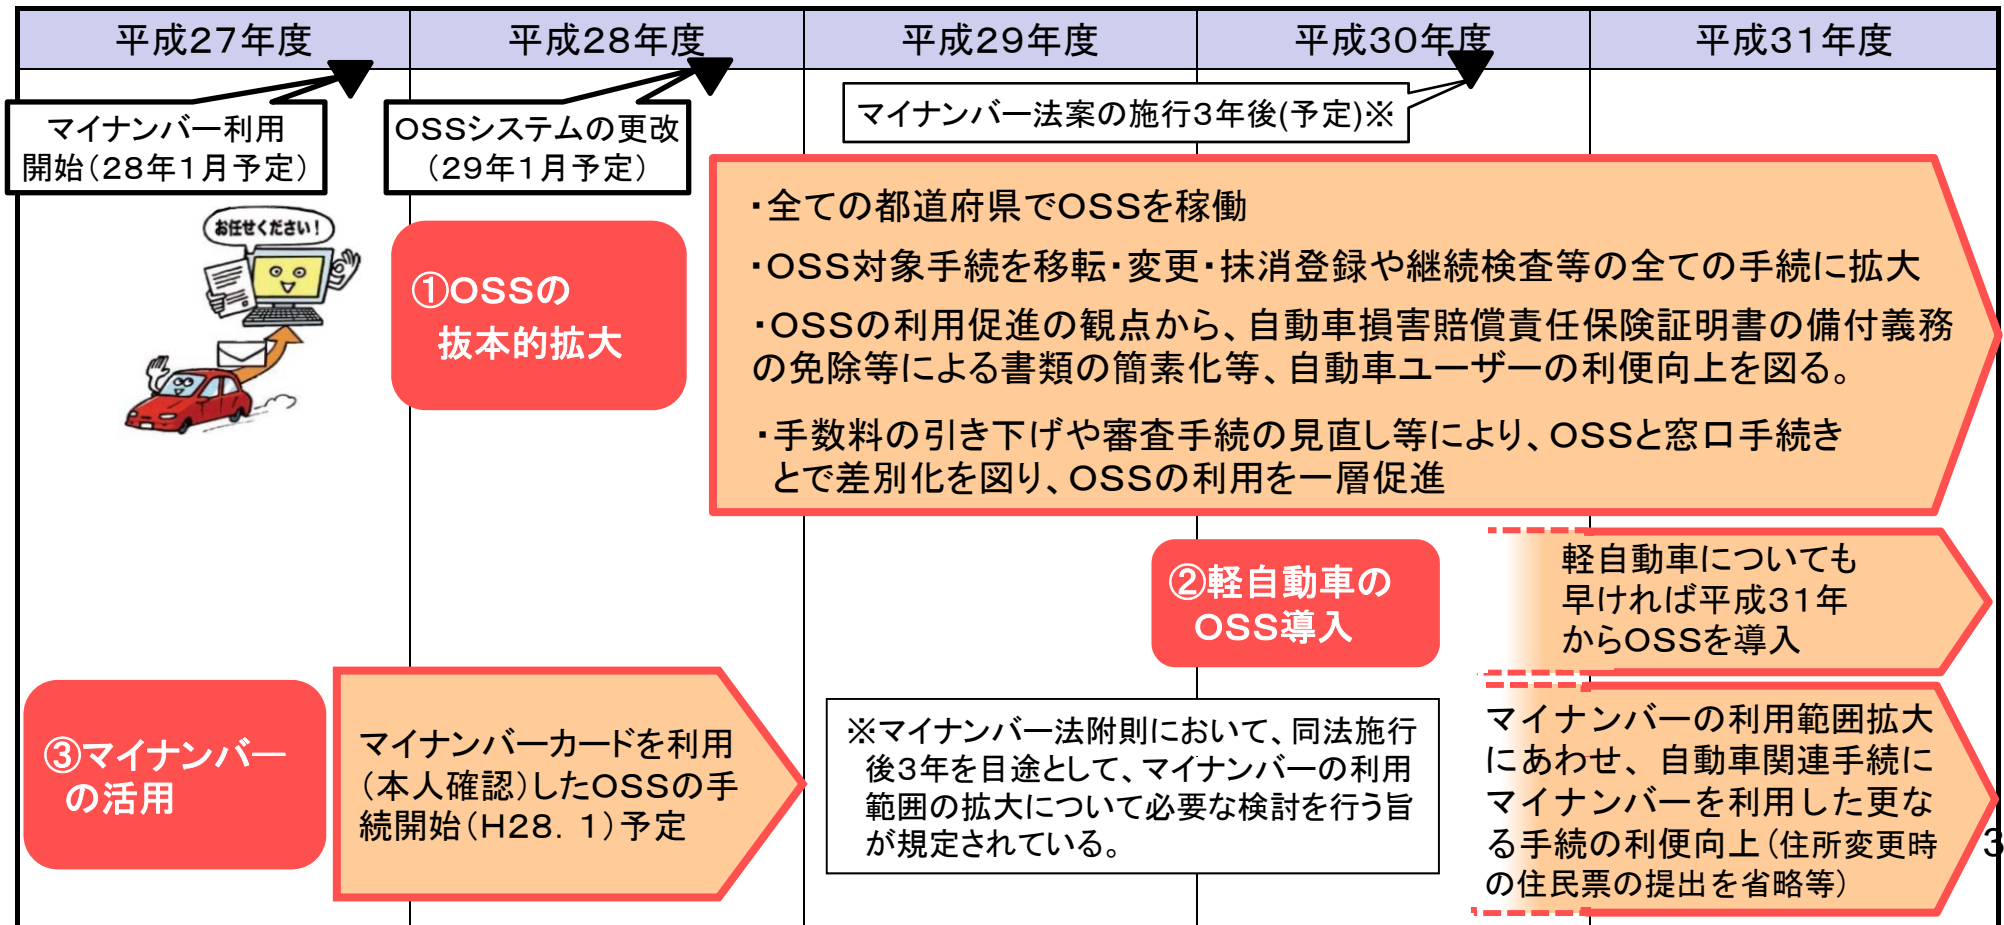 平成27年度
平成28年度
平成29年度
平成30年度
平成31年度
マイナンバー利用
開始(28年1月予定)
OSSシステムの更改
(29年1月予定)
マイナンバー法案の施行3年後(予定)※
お任せください!
①OSSの
抜本的拡大
・全ての都道府県でOSSを稼働
・OSS対象手続を移転・変更・抹消登録や継続検査等の全ての手続に拡大
・OSSの利用促進の観点から、自動車損害賠償責任保険証明書の備付義務
の免除等による書類の簡素化等、自動車ユーザーの利便向上を図る。
・手数料の引き下げや審査手続の見直し等により、OSSと窓口手続き
とで差別化を図り、OSSの利用を一層促進
②軽自動車の
OSS導入
軽自動車についても
早ければ平成31年
からOSSを導入
③マイナンバー
の活用
マイナンバーカードを利用
(本人確認)したOSSの手
続開始(H28.1)予定
※マイナンバー法附則において、同法施行
後3年を目途として、マイナンバーの利用
範囲の拡大について必要な検討を行う旨
が規定されている。
マイナンバーの利用範囲拡大
にあわせ、自動車関連手続に
マイナンバーを利用した更な
る手続の利便向上(住所変更時
の住民票の提出を省略等)
3